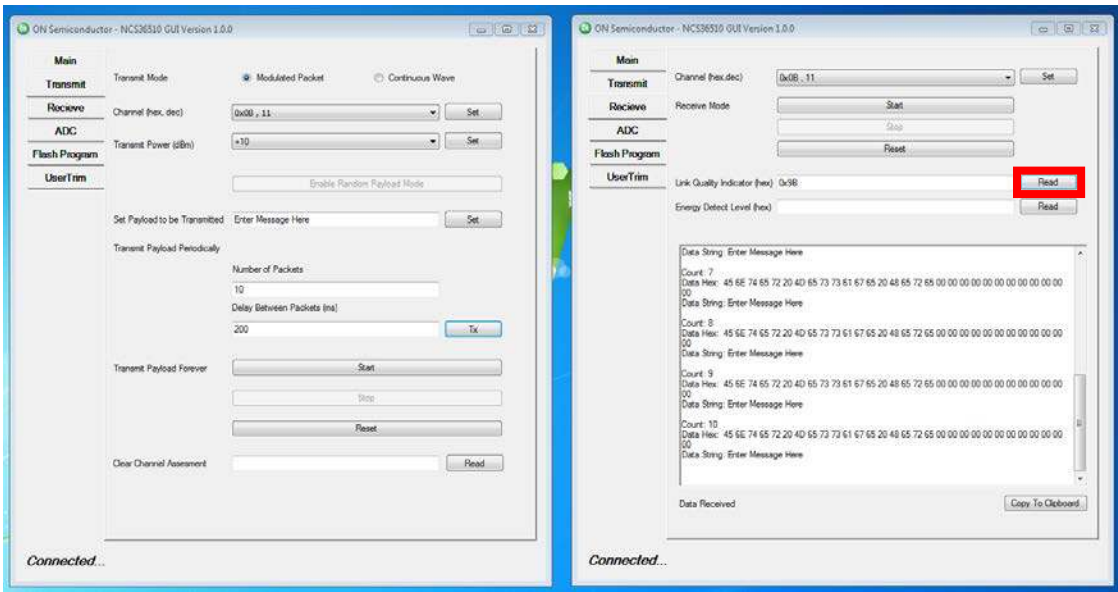 ON Semiconductor - NCS36510 GUI Version 1.0.0
Main
Transmit
Recieve
ADC
Flash Program
UserTrim
Transmit Mode
Modulated Packet
Continuous Wave
Channel (hex, dec)
0x0B , 11
Set
Transmit Power (dBm)
+10
Set
Enable Random Payload Mode
Set Payload to be Transmitted
Enter Message Here
Set
Transmit Payload Periodically
Number of Packets
10
Delay Between Packets (ms)
200
Tx
Transmit Payload Forever
Start
Stop
Reset
Clear Channel Assesment
Read
Connected...
ON Semiconductor - NCS36510 GUI Version 1.0.0
Main
Transmit
Recieve
ADC
Flash Program
UserTrim
Channel (hex,dec)
0x0B , 11
Set
Receive Mode
Start
Stop
Reset
Link Quality Indicator (hex)
0x9B
Read
Energy Detect Level (hex)
Read
Data String: Enter Message Here
Count: 7
Data Hex: 45 6E 74 65 72 20 4D 65 73 73 61 67 65 20 48 65 72 65 00 00 00 00 00 00 00 00 00 00
00
Data String: Enter Message Here
Count: 8
Data Hex: 45 6E 74 65 72 20 4D 65 73 73 61 67 65 20 48 65 72 65 00 00 00 00 00 00 00 00 00 00
00
Data String: Enter Message Here
Count: 9
Data Hex: 45 6E 74 65 72 20 4D 65 73 73 61 67 65 20 48 65 72 65 00 00 00 00 00 00 00 00 00 00
00
Data String: Enter Message Here
Count: 10
Data Hex: 45 6E 74 65 72 20 4D 65 73 73 61 67 65 20 48 65 72 65 00 00 00 00 00 00 00 00 00 00
00
Data String: Enter Message Here
Data Received
Copy To Clipboard
Connected...